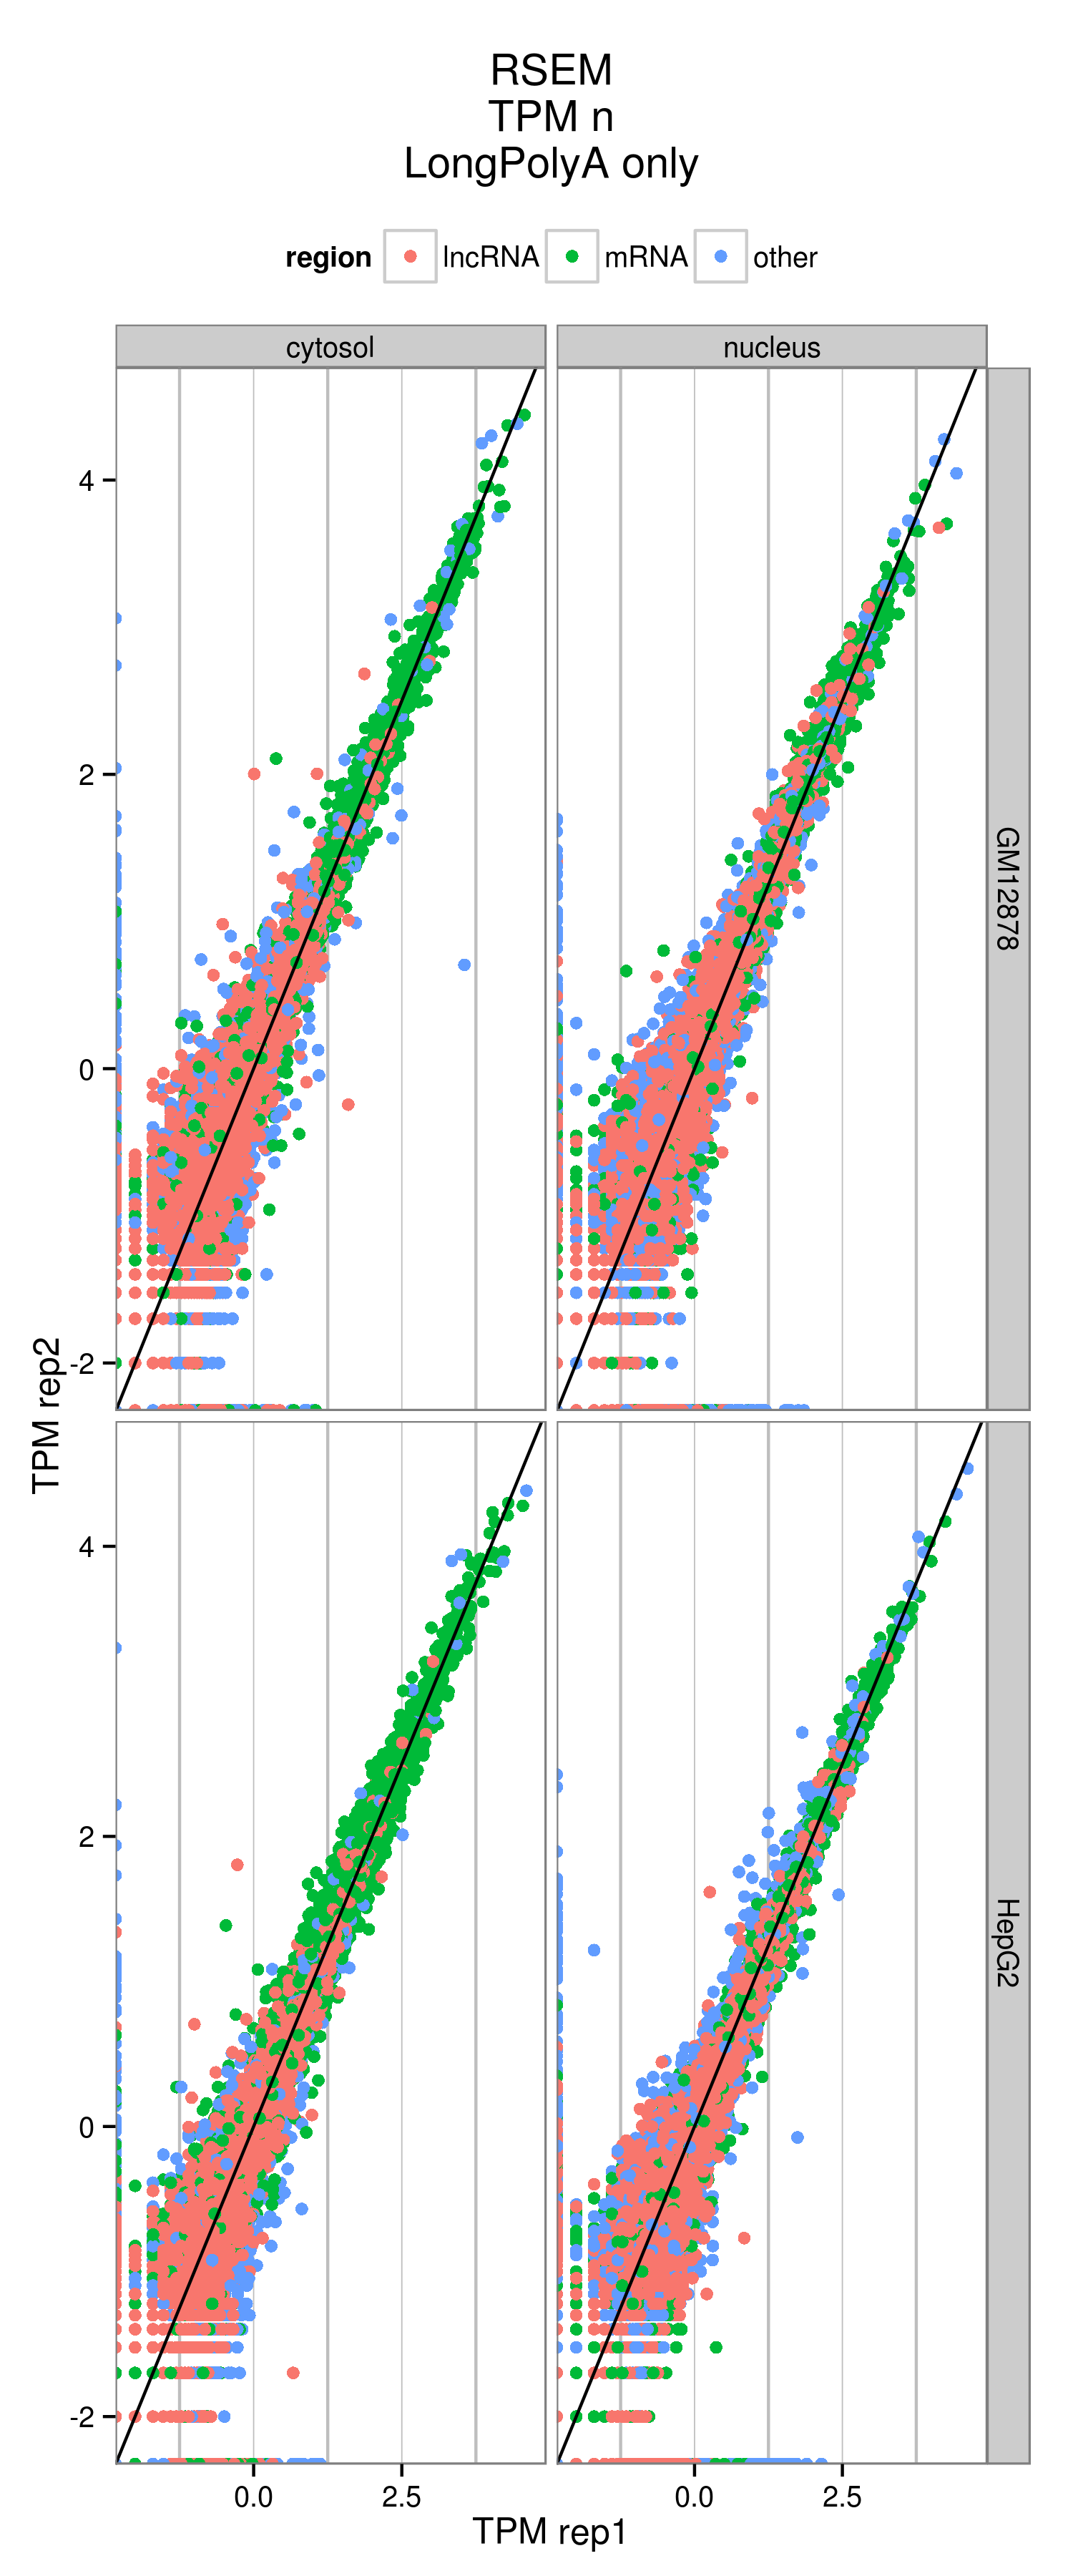 RSEM
TPM n
LongPolyA only
region lncRNA mRNA other
cytosol nucleus
GM12878
4
2
0
-2
TPM rep2
HepG2
4
2
0
-2
0.0 2.5 0.0 2.5
TPM rep1